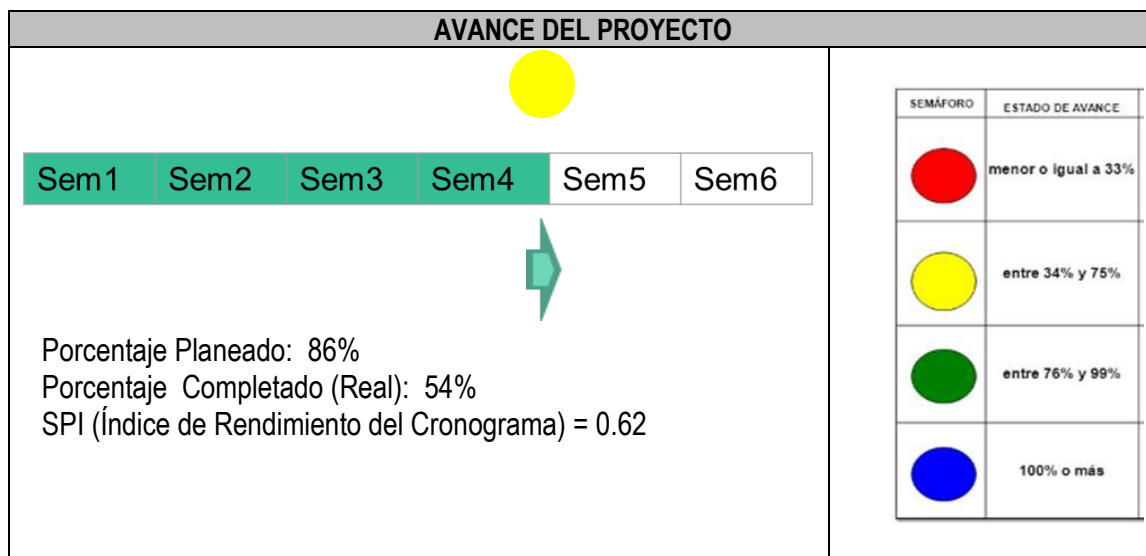 AVANCE DEL PROYECTO
Sem1 Sem2 Sem3 Sem4 Sem5 Sem6
Porcentaje Planeado: 86%
Porcentaje Completado (Real): 54%
SPI (Índice de Rendimiento del Cronograma) = 0.62
SEMÁFORO ESTADO DE AVANCE
menor o igual a 33%
entre 34% y 75%
entre 76% y 99%
100% o más